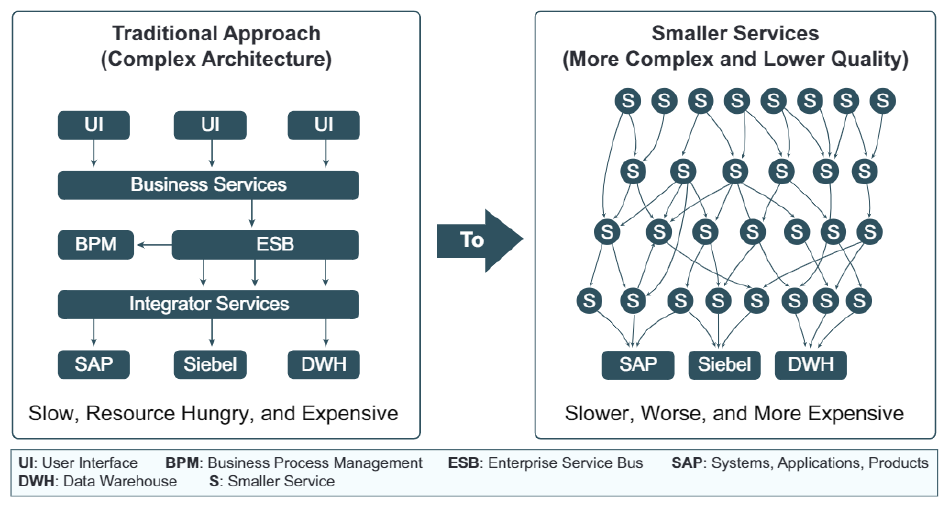 Traditional Approach
(Complex Architecture)
UI UI UI
Business Services
BPM ESB
Integrator Services
SAP Siebel DWH
Slow, Resource Hungry, and Expensive
To
Smaller Services
(More Complex and Lower Quality)
S S S S S S S S
S S S S S S
S S S S S S S
S S S S S S S S
SAP Siebel DWH
Slower, Worse, and More Expensive
UI: User Interface BPM: Business Process Management ESB: Enterprise Service Bus SAP: Systems, Applications, Products
DWH: Data Warehouse S: Smaller Service